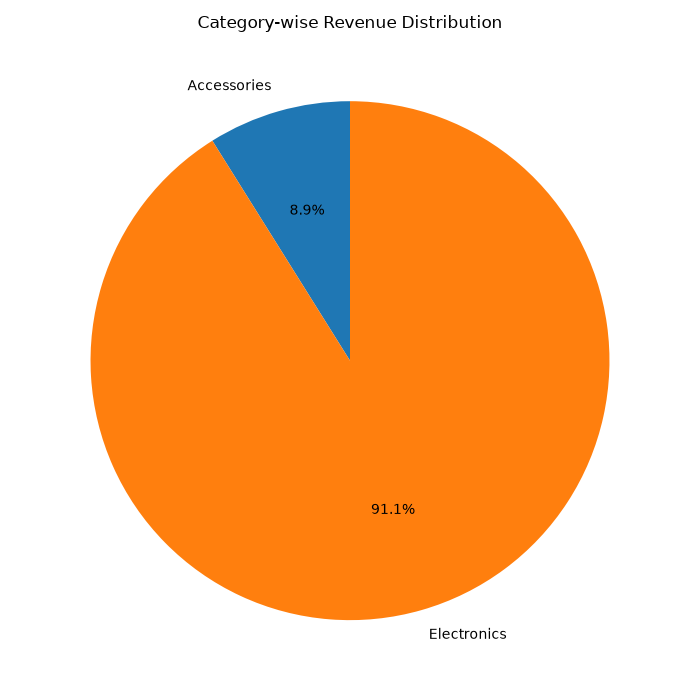 Category-wise Revenue Distribution
Accessories
8.9%
91.1%
Electronics